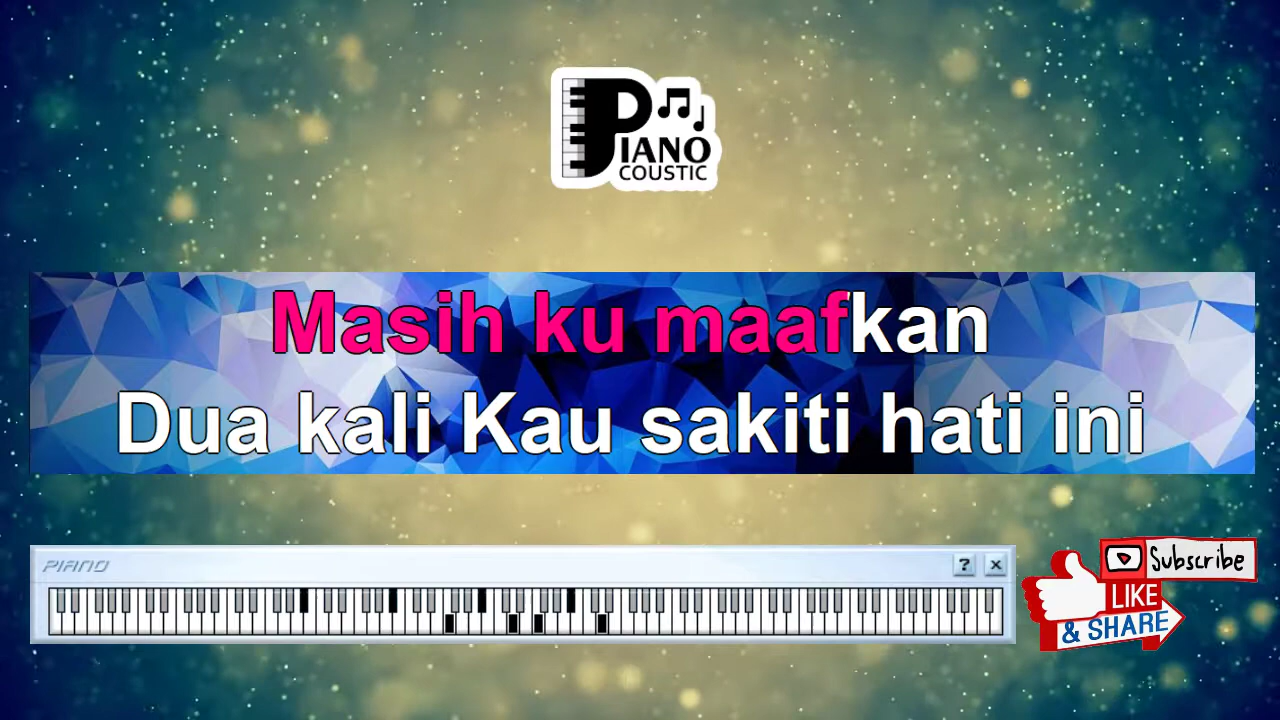 PIANO
COUSTIC
Masih ku maafkan
Dua kali Kau sakiti hati ini
PIANO
? ×
Subscribe
LIKE
& SHARE